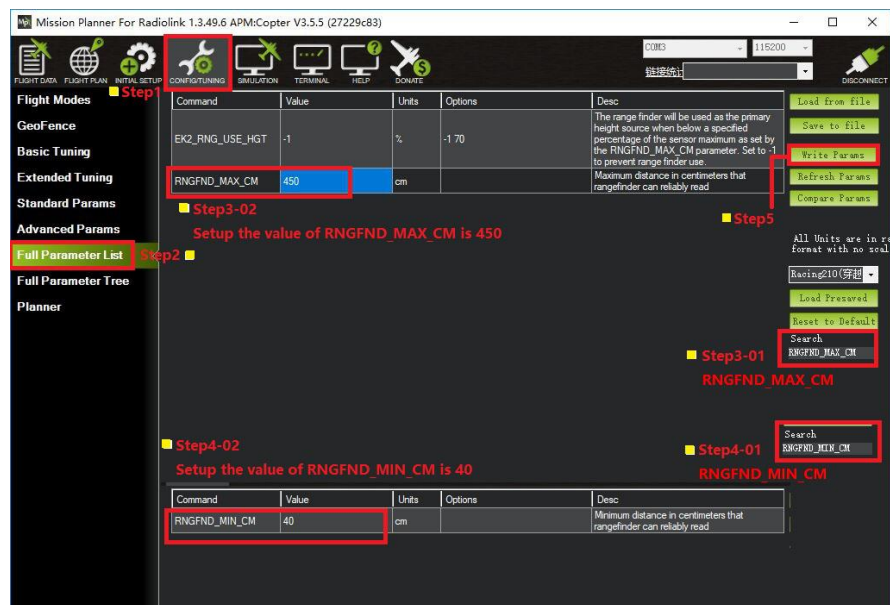 Mission Planner For Radiolink 1.3.49.6 APM:Copter V3.5.5 (27229c83)
FLIGHT DATA
FLIGHT PLAN
INITIAL SETUP
CONFIG/TUNING
SIMULATION
TERMINAL
HELP
DONATE
COM3
115200
链接统计
DISCONNECT
Step1
Flight Modes
GeoFence
Basic Tuning
Extended Tuning
Standard Params
Advanced Params
Full Parameter List
Step2
Full Parameter Tree
Planner
Command Value Units Options Desc
EK2_RNG_USE_HGT -1 % -1 70
The range finder will be used as the primary
height source when below a specified
percentage of the sensor maximum as set by
the RNGFND_MAX_CM parameter. Set to -1
to prevent range finder use.
RNGFND_MAX_CM 450 cm
Maximum distance in centimeters that
rangefinder can reliably read
Step3-02
Setup the value of RNGFND_MAX_CM is 450
Load from file
Save to file
Write Params
Refresh Params
Compare Params
Step5
All Units are in re
format with no scal
Racing210(穿越
Load Presaved
Reset to Default
Search
RNGFND_MAX_CM
Step3-01
RNGFND_MAX_CM
Search
RNGFND_MIN_CM
Step4-01
RNGFND_MIN_CM
Step4-02
Setup the value of RNGFND_MIN_CM is 40
Command Value Units Options Desc
RNGFND_MIN_CM 40 cm
Minimum distance in centimeters that
rangefinder can reliably read